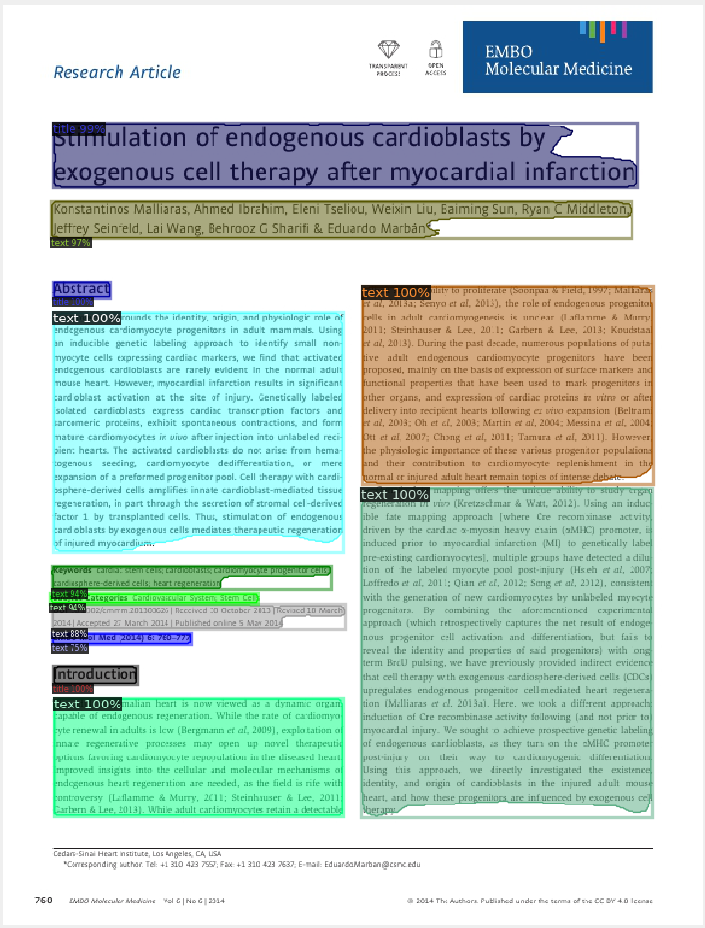 Research Article
TRANSPARENT PROCESS
OPEN ACCESS
EMBO
Molecular Medicine
title 99%
Stimulation of endogenous cardioblasts by
exogenous cell therapy after myocardial infarction
Konstantinos Malliaras, Ahmed Ibrahim, Eleni Tseliou, Weixin Liu, Baiming Sun, Ryan C Middleton,
Jeffrey Seinfeld, Lai Wang, Behrooz G Sharifi & Eduardo Marbán
text 97%
Abstract
title 100%
text 100%
rounds the identity, origin, and physiologic role of
endogenous cardiomyocyte progenitors in adult mammals. Using
an inducible genetic labeling approach to identify small non-
myocyte cells expressing cardiac markers, we find that activated
endogenous cardioblasts are rarely evident in the normal adult
mouse heart. However, myocardial infarction results in significant
cardioblast activation at the site of injury. Genetically labeled
isolated cardioblasts express cardiac transcription factors and
sarcomeric proteins, exhibit spontaneous contractions, and form
mature cardiomyocytes in vivo after injection into unlabeled reci-
pient hearts. The activated cardioblasts do not arise from hema-
togenous seeding, cardiomyocyte dedifferentiation, or mere
expansion of a preformed progenitor pool. Cell therapy with cardi-
osphere-derived cells amplifies innate cardioblast-mediated tissue
regeneration, in part through the secretion of stromal cell-derived
factor 1 by transplanted cells. Thus, stimulation of endogenous
cardioblasts by exogenous cells mediates therapeutic regeneration
of injured myocardium.
Keywords cardiac stem cells; cardioblasts; cardiomyocyte progenitor cells;
cardiosphere-derived cells; heart regeneration
text 94%
Categories Cardiovascular System; Stem Cells
text 94%
002/emmm.201303626 | Received 30 October 2013 | Revised 10 March
2014 | Accepted 27 March 2014 | Published online 5 May 2014
text 88%
Mol Med (2014) 6: 760–777
text 75%
Introduction
title 100%
text 100%
malian heart is now viewed as a dynamic organ
capable of endogenous regeneration. While the rate of cardiomyo-
cyte renewal in adults is low (Bergmann et al, 2009), exploitation of
innate regenerative processes may open up novel therapeutic
options favoring cardiomyocyte repopulation in the diseased heart.
Improved insights into the cellular and molecular mechanisms of
endogenous heart regeneration are needed, as the field is rife with
controversy (Laflamme & Murry, 2011; Steinhauser & Lee, 2011;
Garbern & Lee, 2013). While adult cardiomyocytes retain a detectable
text 100%
ility to proliferate (Soonpaa & Field, 1997; Malliaras
et al, 2013a; Senyo et al, 2013), the role of endogenous progenitor
cells in adult cardiomyogenesis is unclear (Laflamme & Murry,
2011; Steinhauser & Lee, 2011; Garbern & Lee, 2013; Koudstaal
et al, 2013). During the past decade, numerous populations of puta-
tive adult endogenous cardiomyocyte progenitors have been
proposed, mainly on the basis of expression of surface markers and
functional properties that have been used to mark progenitors in
other organs, and expression of cardiac proteins in vitro or after
delivery into recipient hearts following ex vivo expansion (Beltrami
et al, 2003; Oh et al, 2003; Martin et al, 2004; Messina et al, 2004;
Ott et al, 2007; Chong et al, 2011; Tamura et al, 2011). However,
the physiologic importance of these various progenitor populations
and their contribution to cardiomyocyte replenishment in the
normal or injured adult heart remain topics of intense debate.
text 100%
mapping offers the unique ability to study organ
regeneration in vivo (Kretzschmar & Watt, 2012). Using an induc-
ible fate mapping approach [where Cre recombinase activity,
driven by the cardiac α-myosin heavy chain (MHC) promoter, is
induced prior to myocardial infarction (MI) to genetically label
pre-existing cardiomyocytes], multiple groups have detected a dilu-
tion of the labeled myocyte pool post-injury (Hsieh et al, 2007;
Loffredo et al, 2011; Qian et al, 2012; Song et al, 2012), consistent
with the generation of new cardiomyocytes by unlabeled myocyte
progenitors. By combining the aforementioned experimental
approach (which retrospectively captures the net result of endoge-
nous progenitor cell activation and differentiation, but fails to
reveal the identity and properties of said progenitors) with long-
term BrdU pulsing, we have previously provided indirect evidence
that cell therapy with exogenous cardiosphere-derived cells (CDCs)
upregulates endogenous progenitor cell-mediated heart regenera-
tion (Malliaras et al, 2013a). Here, we took a different approach:
induction of Cre recombinase activity following (and not prior to)
myocardial injury. We sought to achieve prospective genetic labeling
of endogenous cardioblasts, as they turn on the αMHC promoter
post-injury on their way to cardiomyogenic differentiation.
Using this approach, we directly investigated the existence,
identity, and origin of cardioblasts in the injured adult mouse
heart, and how these progenitors are influenced by exogenous cell
therapy.
Cedars-Sinai Heart Institute, Los Angeles, CA, USA
*Corresponding author. Tel: +1 310 423 7557; Fax: +1 310 423 7637; E-mail: EduardoMarban@csmc.edu
760 EMBO Molecular Medicine Vol 6 | No 6 | 2014
© 2014 The Authors. Published under the terms of the CC BY 4.0 license